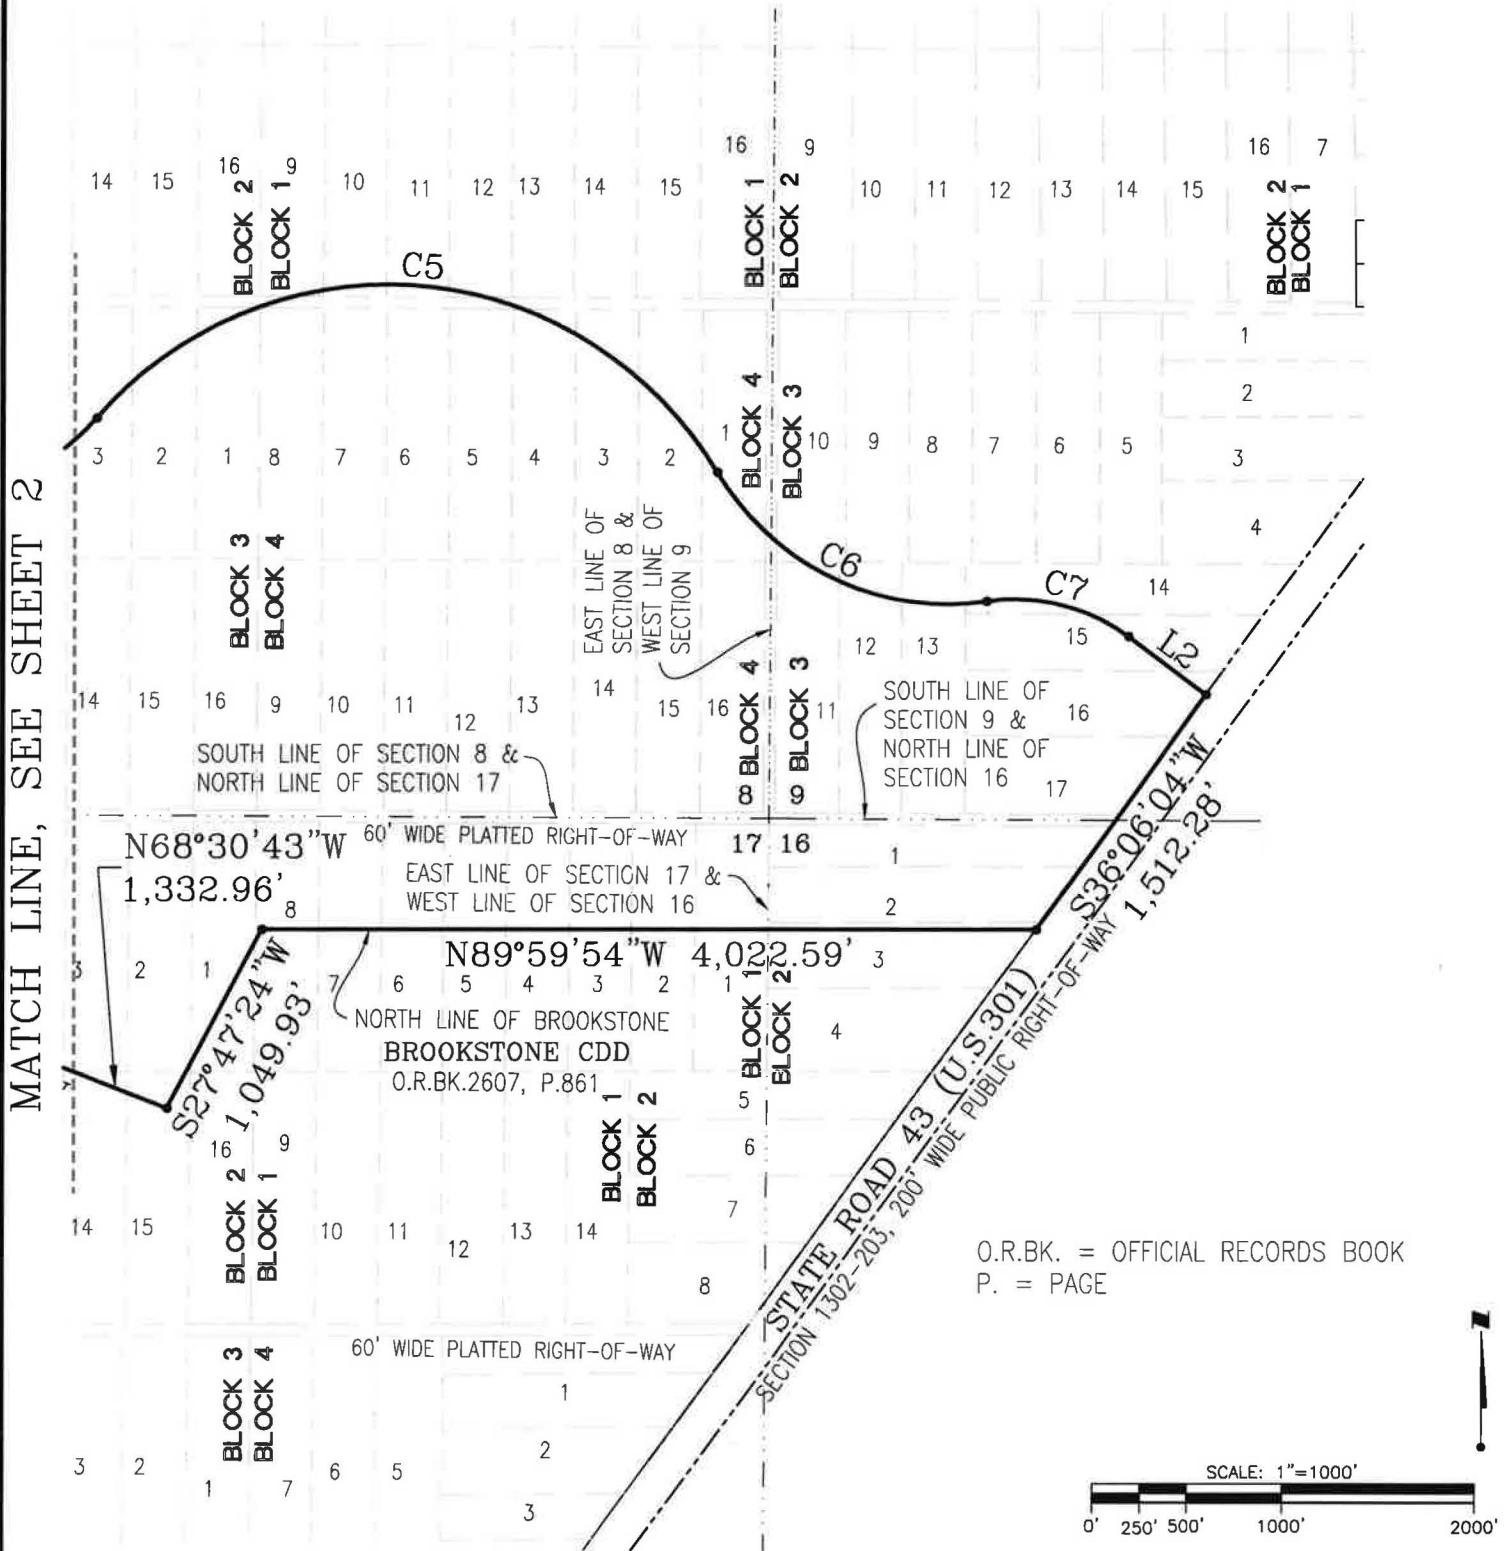 16 9
16 7
16 9
14 15 10 11 12 13 14 15 10 11 12 13 14 15
BLOCK 2
BLOCK 1
BLOCK 1
BLOCK 2
BLOCK 2
BLOCK 1
C5
1
2
BLOCK 4
BLOCK 3
1
3 2 1 8 7 6 5 4 3 2 10 9 8 7 6 5 3
4
MATCH LINE, SEE SHEET 2
BLOCK 3
BLOCK 4
EAST LINE OF
SECTION 8 &
WEST LINE OF
SECTION 9
C6
C7
14
12 13 15
L2
BLOCK 4
BLOCK 3
14 15 16 9 10 11 12 13 14 15 16 11
SOUTH LINE OF
SECTION 9 &
NORTH LINE OF
SECTION 16
16
17
SOUTH LINE OF SECTION 8 &
NORTH LINE OF SECTION 17
8 9
60' WIDE PLATTED RIGHT-OF-WAY
17 16
N68°30'43"W
1,332.96'
EAST LINE OF SECTION 17 &
WEST LINE OF SECTION 16
1
2
8
S36°06'04"W
1,512.28'
N89°59'54"W 4,022.59'
3
3 2 1 7 6 5 4 3 2 1
S27°47'24"W
1,049.93'
NORTH LINE OF BROOKSTONE
BROOKSTONE CDD
O.R.BK.2607, P.861
BLOCK 1
BLOCK 2
4
BLOCK 1
BLOCK 2
5
6
7
8
16 9
14 15 10 11 12 13 14
BLOCK 2
BLOCK 1
STATE ROAD 43 (U.S.301)
SECTION 1302-203, 200' WIDE PUBLIC RIGHT-OF-WAY
O.R.BK. = OFFICIAL RECORDS BOOK
P. = PAGE
60' WIDE PLATTED RIGHT-OF-WAY
BLOCK 3
BLOCK 4
1
2
3
3 2 1 7 6 5
N
SCALE: 1"=1000'
0' 250' 500' 1000' 2000'